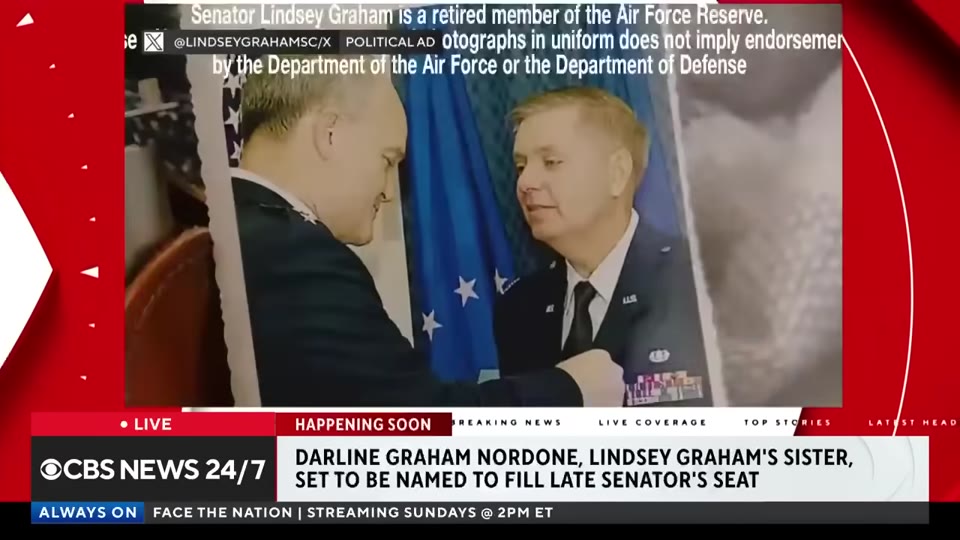 Senator Lindsey Graham is a retired member of the Air Force Reserve.
se
@LINDSEYGRAHAMSC/X
POLITICAL AD
otographs in uniform does not imply endorsemen
by the Department of the Air Force or the Department of Defense
LIVE
HAPPENING SOON
BREAKING NEWS
LIVE COVERAGE
TOP STORIES
LATEST HEAD
CBS NEWS 24/7
DARLINE GRAHAM NORDONE, LINDSEY GRAHAM'S SISTER,
SET TO BE NAMED TO FILL LATE SENATOR'S SEAT
ALWAYS ON
FACE THE NATION | STREAMING SUNDAYS @ 2PM ET